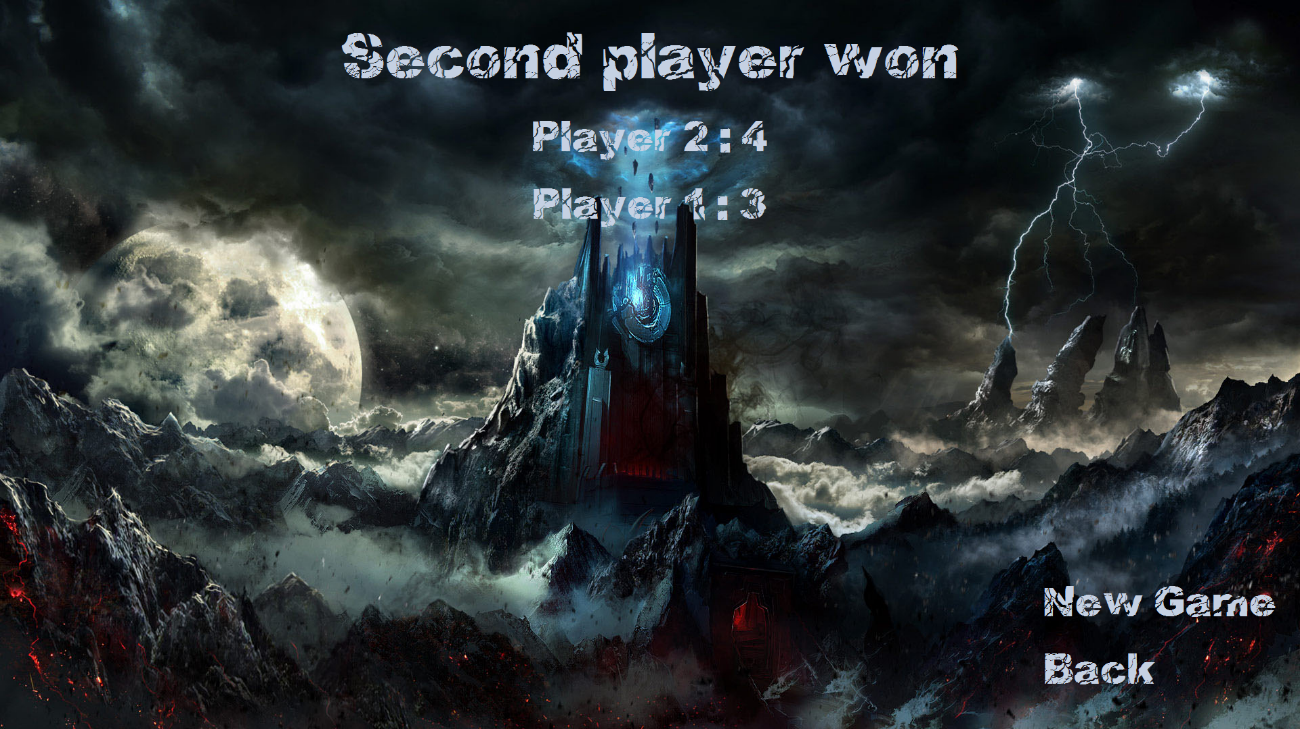 Second player won
Player 2 : 4
Player 1 : 3
New Game
Back